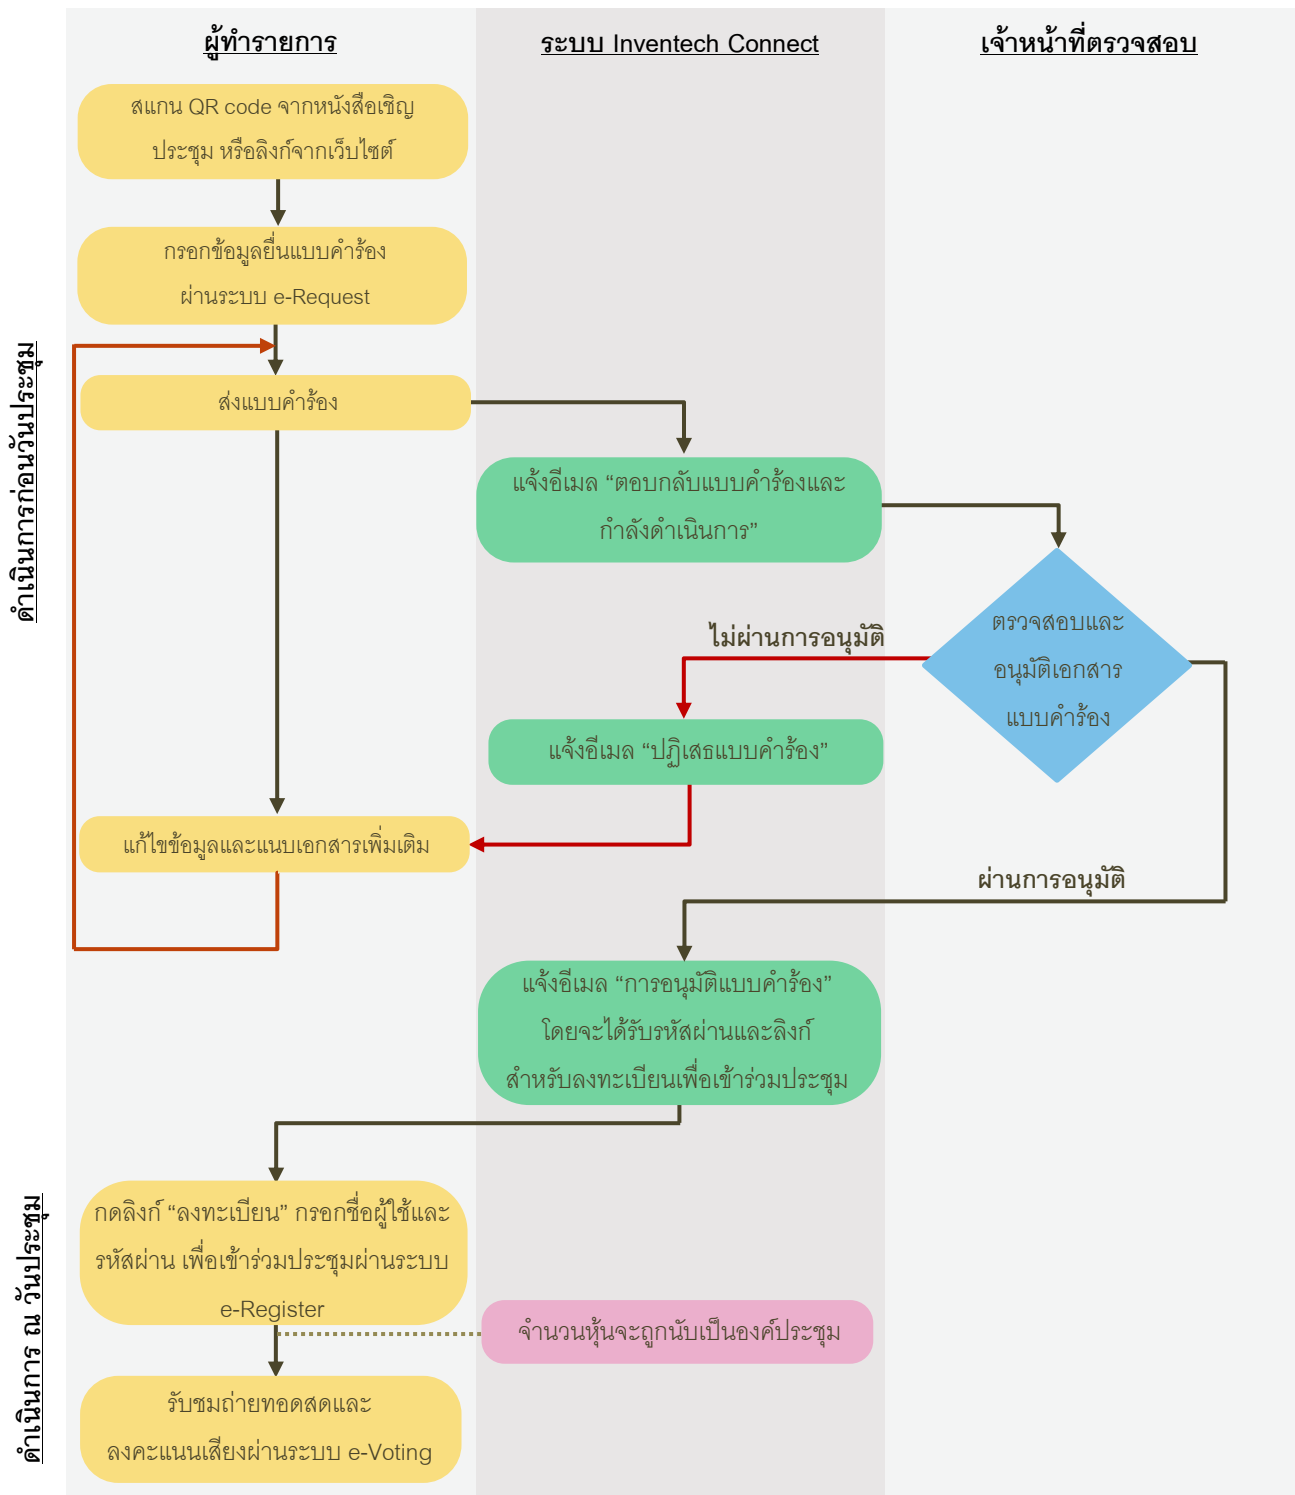 ผู้ทำรายการ
ระบบ Inventech Connect
เจ้าหน้าที่ตรวจสอบ
ดำเนินการก่อนวันประชุม
สแกน QR code จากหนังสือเชิญ
ประชุม หรือลิงก์จากเว็บไซต์
กรอกข้อมูลยื่นแบบคำร้อง
ผ่านระบบ e-Request
ส่งแบบคำร้อง
แจ้งอีเมล “ตอบกลับแบบคำร้องและ
กำลังดำเนินการ”
ตรวจสอบและ
อนุมัติเอกสาร
แบบคำร้อง
ไม่ผ่านการอนุมัติ
แจ้งอีเมล “ปฏิเสธแบบคำร้อง”
แก้ไขข้อมูลและแนบเอกสารเพิ่มเติม
ผ่านการอนุมัติ
แจ้งอีเมล “การอนุมัติแบบคำร้อง”
โดยจะได้รับรหัสผ่านและลิงก์
สำหรับลงทะเบียนเพื่อเข้าร่วมประชุม
ดำเนินการ ณ วันประชุม
กดลิงก์ “ลงทะเบียน” กรอกชื่อผู้ใช้และ
รหัสผ่าน เพื่อเข้าร่วมประชุมผ่านระบบ
e-Register
จำนวนหุ้นจะถูกนับเป็นองค์ประชุม
รับชมถ่ายทอดสดและ
ลงคะแนนเสียงผ่านระบบ e-Voting